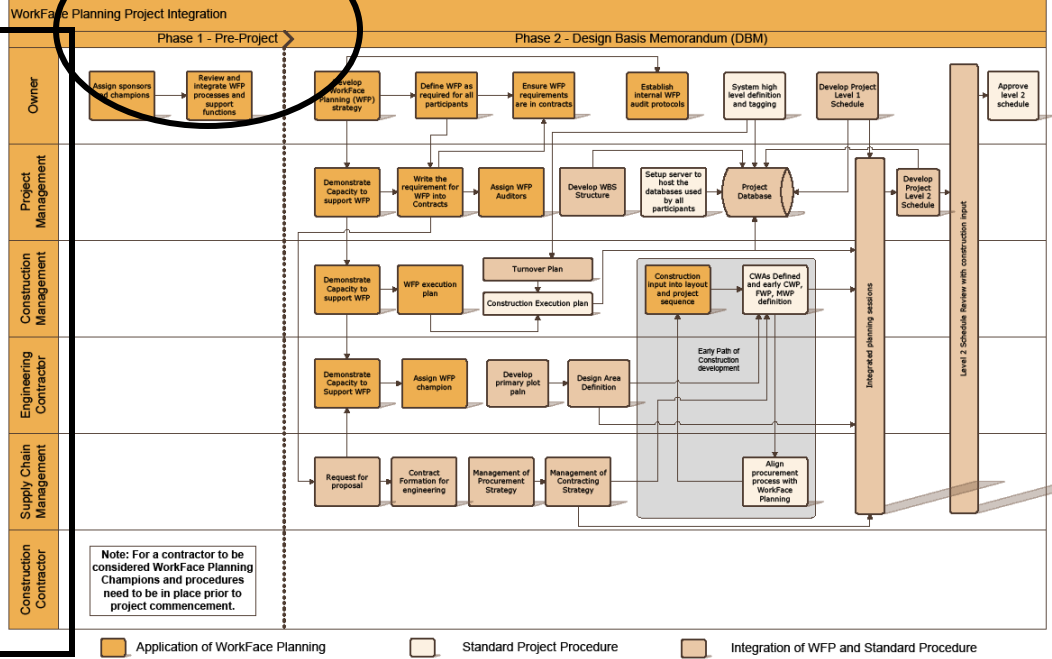 WorkFace Planning Project Integration
Phase 1 - Pre-Project
Phase 2 - Design Basis Memorandum (DBM)
Owner
Assign sponsors
and champions
Review and
integrate WFP
processes and
support
functions
Develop
WorkFace
Planning (WFP)
strategy
Define WFP as
required for all
participants
Ensure WFP
requirements
are in contracts
Establish
internal WFP
audit protocols
System high
level definition
and tagging
Develop Project
Level 1
Schedule
Approve
level 2
schedule
Project
Management
Demonstrate
Capacity to
support WFP
Write the
requirement for
WFP into
Contracts
Assign WFP
Auditors
Develop WBS
Structure
Setup server to
host the
databases used
by all
participants
Project
Database
Develop
Project
Level 2
Schedule
Integrated planning sessions
Level 2 Schedule Review with construction input
Construction
Management
Demonstrate
Capacity to
support WFP
WFP execution
plan
Turnover Plan
Construction Execution plan
Construction
input into layout
and project
sequence
CWAs Defined
and early CWP,
FWP, MWP
definition
Early Path of
Construction
development
Engineering
Contractor
Demonstrate
Capacity to
Support WFP
Assign WFP
champion
Develop
primary plot
paln
Design Area
Definition
Supply Chain
Management
Request for
proposal
Contract
Formation for
engineering
Management of
Procurement
Strategy
Management of
Contracting
Strategy
Align
procurement
process with
WorkFace
Planning
Construction
Contractor
Note: For a contractor to be
considered WorkFace Planning
Champions and procedures
need to be in place prior to
project commencement.
Application of WorkFace Planning
Standard Project Procedure
Integration of WFP and Standard Procedure